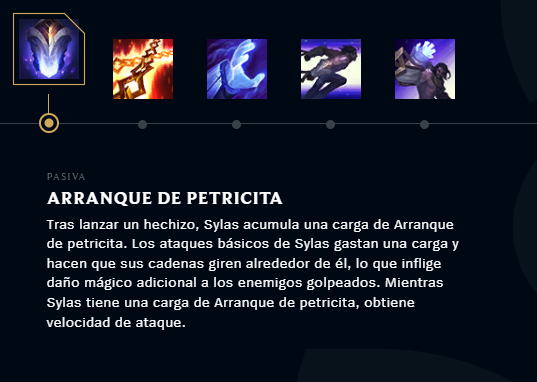 PASIVA
ARRANQUE DE PETRICITA
Tras lanzar un hechizo, Sylas acumula una carga de Arranque
de petricita. Los ataques básicos de Sylas gastan una carga y
hacen que sus cadenas giren alrededor de él, lo que inflige
daño mágico adicional a los enemigos golpeados. Mientras
Sylas tiene una carga de Arranque de petricita, obtiene
velocidad de ataque.